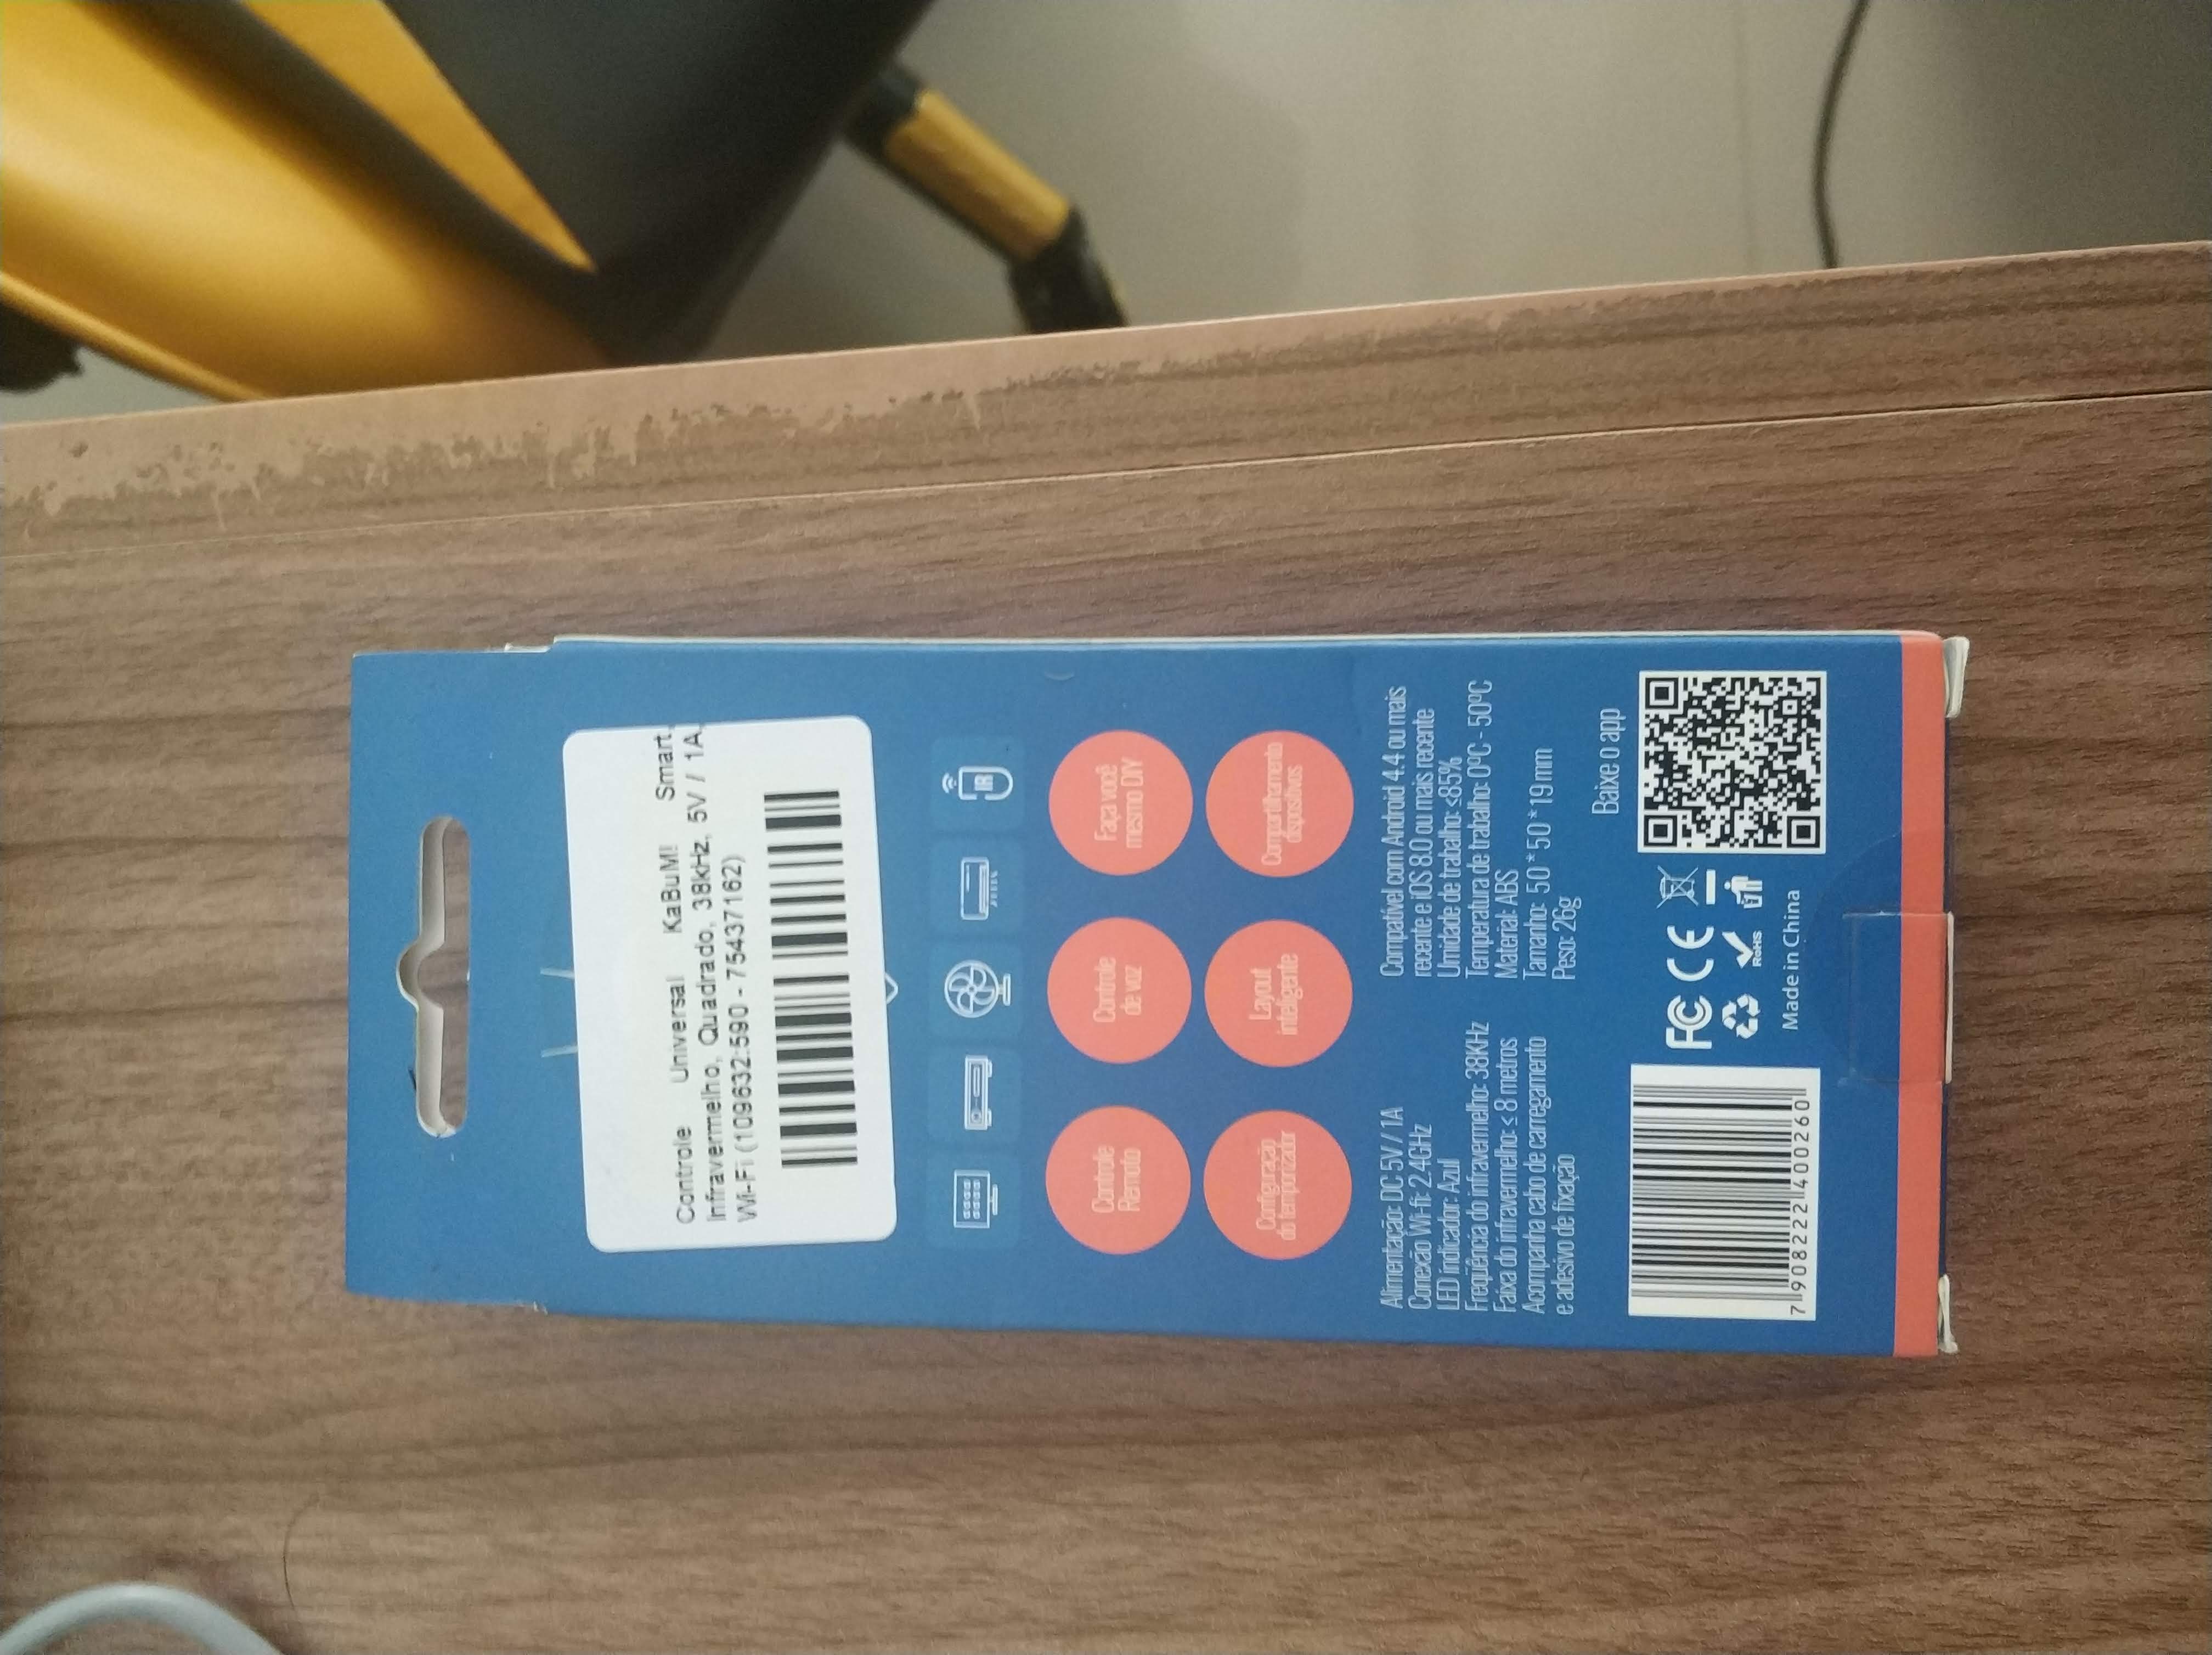 Controle Universal KaBuM! Smart,
Infravermelho, Quadrado, 38kHz, 5V / 1A,
Wi-Fi (109632:590 - 75437162)
IR
Controle
Remoto
Controle
de voz
Faça você
mesmo DIY
Configuração
do temporizador
Layout
inteligente
Compartilhamento
dispositivos
Alimentação: DC 5V / 1A
Conexão Wi-fi: 2.4GHz
LED indicador: Azul
Freqüência do infravermelho: 38KHz
Faixa do infravermelho: ≤ 8 metros
Acompanha cabo de carregamento
e adesivo de fixação
Compatível com Android 4.4 ou mais
recente e iOS 8.0 ou mais recente
Umidade de trabalho: ≤85%
Temperatura de trabalho: 0ºC - 50ºC
Material: ABS
Tamanho: 50*50*19mm
Peso: 26g
Baixe o app
7 908222 400260
FC CE
RoHS
Made in China